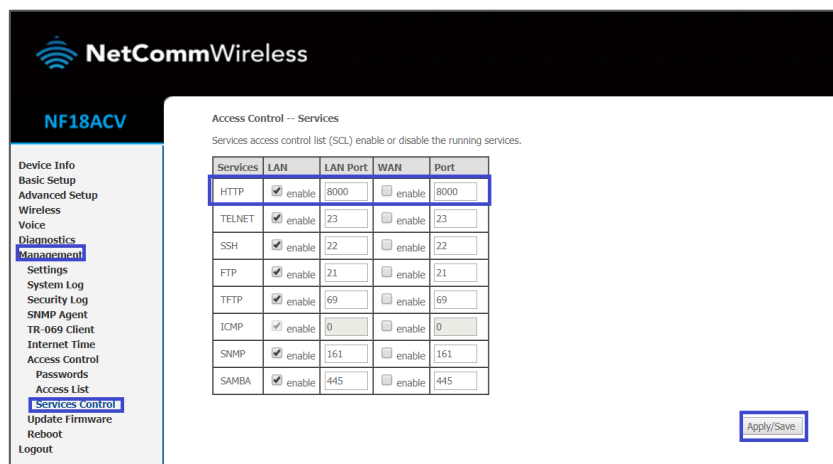 NetCommWireless
NF18ACV
Device Info
Basic Setup
Advanced Setup
Wireless
Voice
Diagnostics
Management
Settings
System Log
Security Log
SNMP Agent
TR-069 Client
Internet Time
Access Control
Passwords
Access List
Services Control
Update Firmware
Reboot
Logout
Access Control -- Services
Services access control list (SCL) enable or disable the running services.
Services LAN LAN Port WAN Port
HTTP enable 8000 enable 8000
TELNET enable 23 enable 23
SSH enable 22 enable 22
FTP enable 21 enable 21
TFTP enable 69 enable 69
ICMP enable 0 enable 0
SNMP enable 161 enable 161
SAMBA enable 445 enable 445
Apply/Save